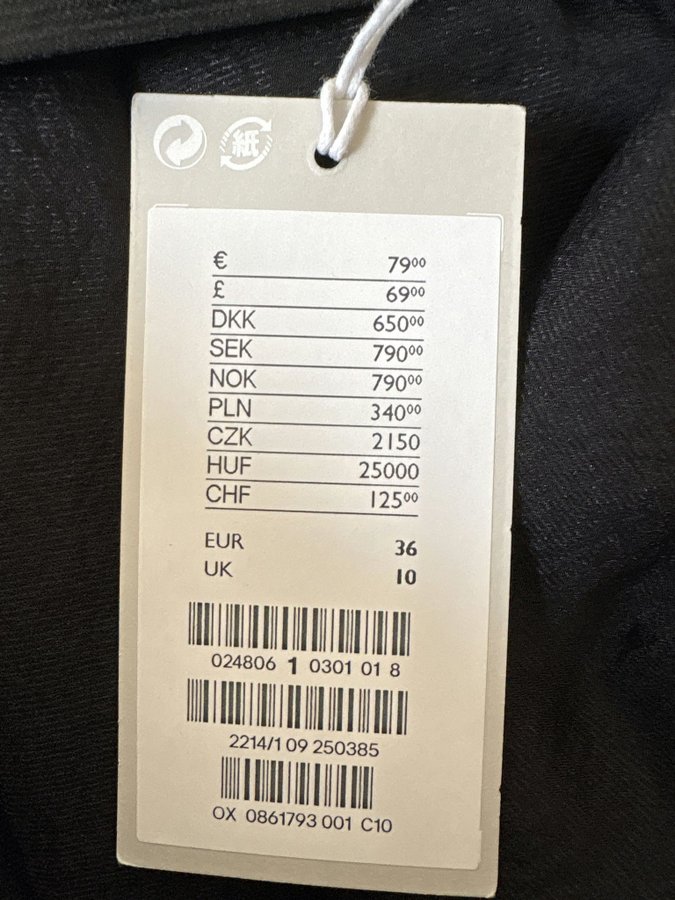 紙
€ 79⁰⁰
£ 69⁰⁰
DKK 650⁰⁰
SEK 790⁰⁰
NOK 790⁰⁰
PLN 340⁰⁰
CZK 2150
HUF 25000
CHF 125⁰⁰
EUR 36
UK 10
024806 1 0301 01 8
2214/1 09 250385
OX 0861793 001 C10